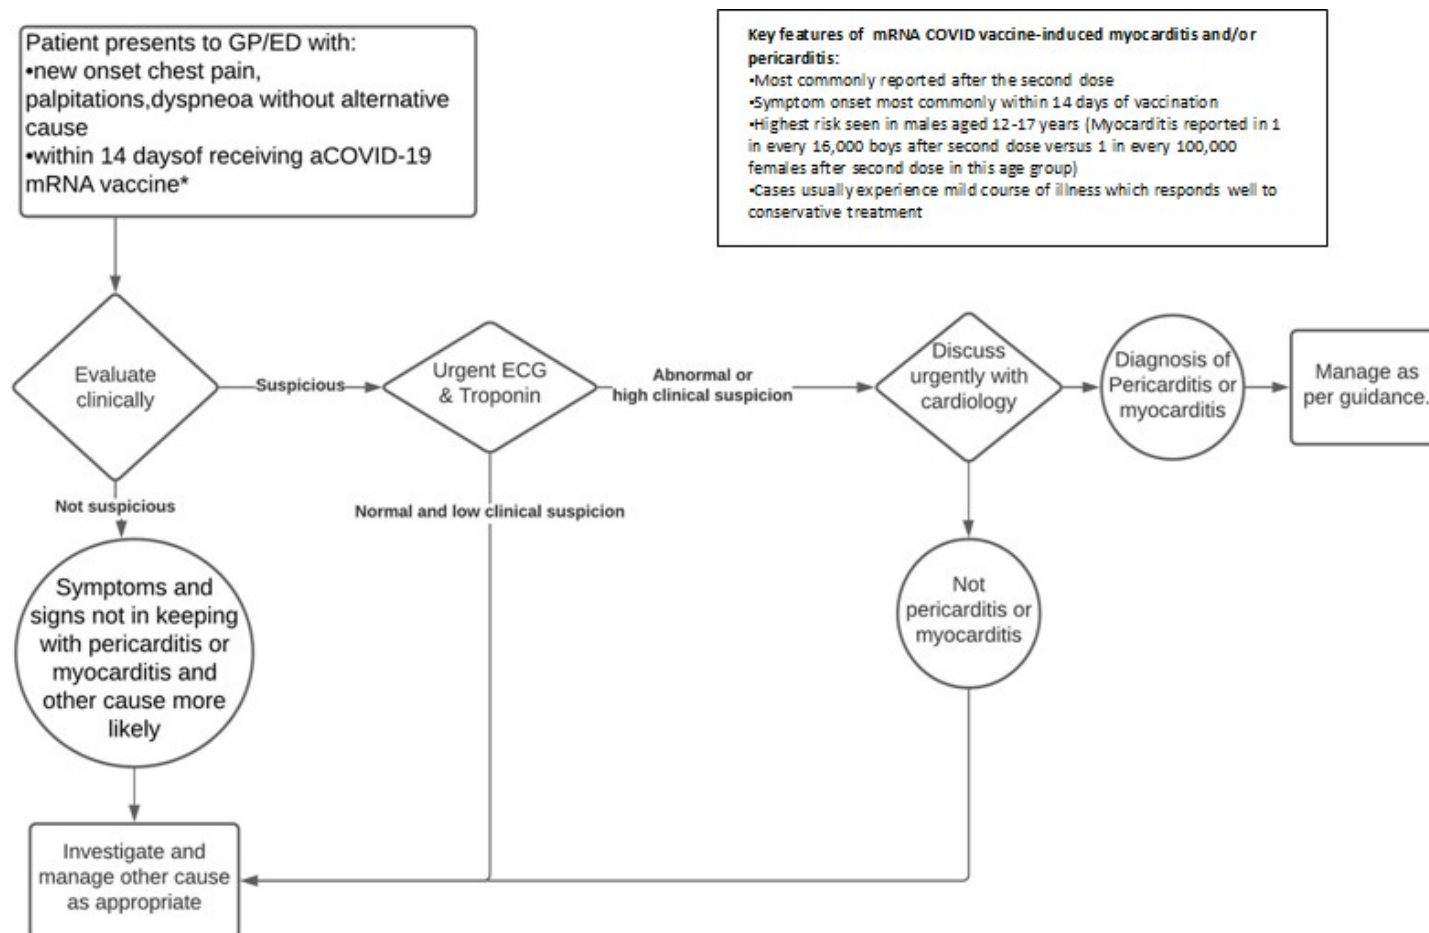 Patient presents to GP/ED with:
•new onset chest pain,
palpitations,dyspneoa without alternative
cause
•within 14 daysof receiving aCOVID-19
mRNA vaccine*
Key features of mRNA COVID vaccine-induced myocarditis and/or
pericarditis:
•Most commonly reported after the second dose
•Symptom onset most commonly within 14 days of vaccination
•Highest risk seen in males aged 12-17 years (Myocarditis reported in 1
in every 16,000 boys after second dose versus 1 in every 100,000
females after second dose in this age group)
•Cases usually experience mild course of illness which responds well to
conservative treatment
Evaluate
clinically
Suspicious
Urgent ECG
& Troponin
Abnormal or
high clinical suspicion
Discuss
urgently with
cardiology
Diagnosis of
Pericarditis or
myocarditis
Manage as
per guidance.
Not suspicious
Normal and low clinical suspicion
Symptoms and
signs not in keeping
with pericarditis or
myocarditis and
other cause more
likely
Not
pericarditis or
myocarditis
Investigate and
manage other cause
as appropriate